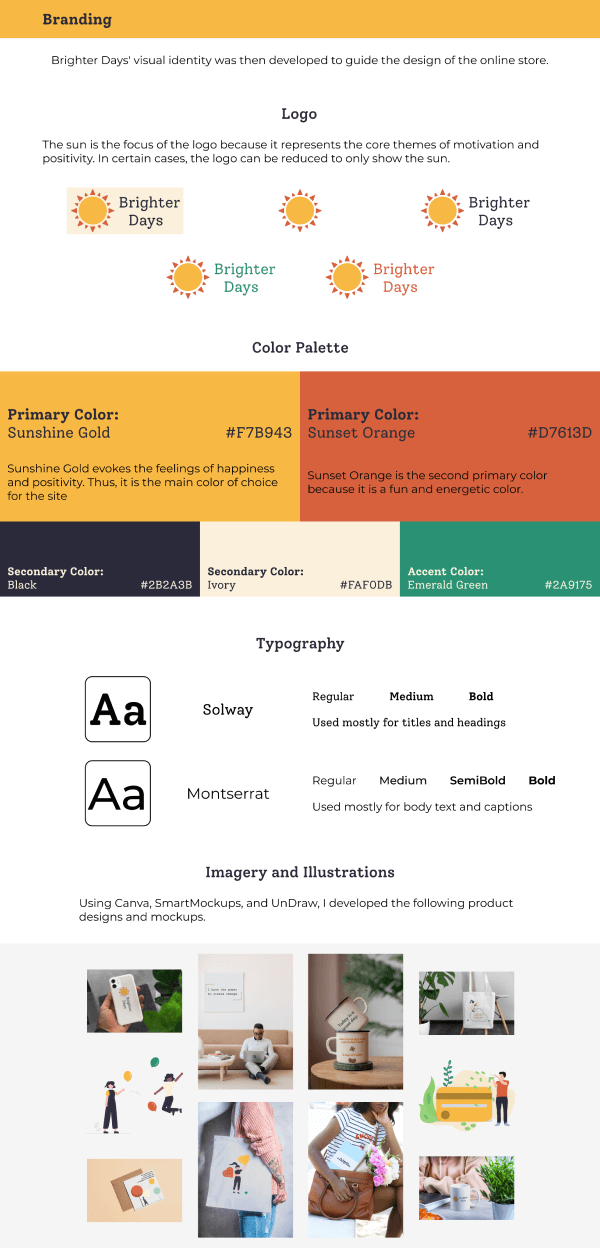 Branding
Brighter Days' visual identity was then developed to guide the design of the online store.
Logo
The sun is the focus of the logo because it represents the core themes of motivation and
positivity. In certain cases, the logo can be reduced to only show the sun.
Brighter
Days
Brighter
Days
Brighter
Days
Brighter
Days
Color Palette
Primary Color:
Sunshine Gold #F7B943
Sunshine Gold evokes the feelings of happiness
and positivity. Thus, it is the main color of choice
for the site
Primary Color:
Sunset Orange #D7613D
Sunset Orange is the second primary color
because it is a fun and energetic color.
Secondary Color:
Black #2B2A3B
Secondary Color:
Ivory #FAF0DB
Accent Color:
Emerald Green #2A9175
Typography
Aa
Solway
Regular Medium Bold
Used mostly for titles and headings
Aa
Montserrat
Regular Medium SemiBold Bold
Used mostly for body text and captions
Imagery and Illustrations
Using Canva, SmartMockups, and UnDraw, I developed the following product
designs and mockups.
I have the power
to create change.